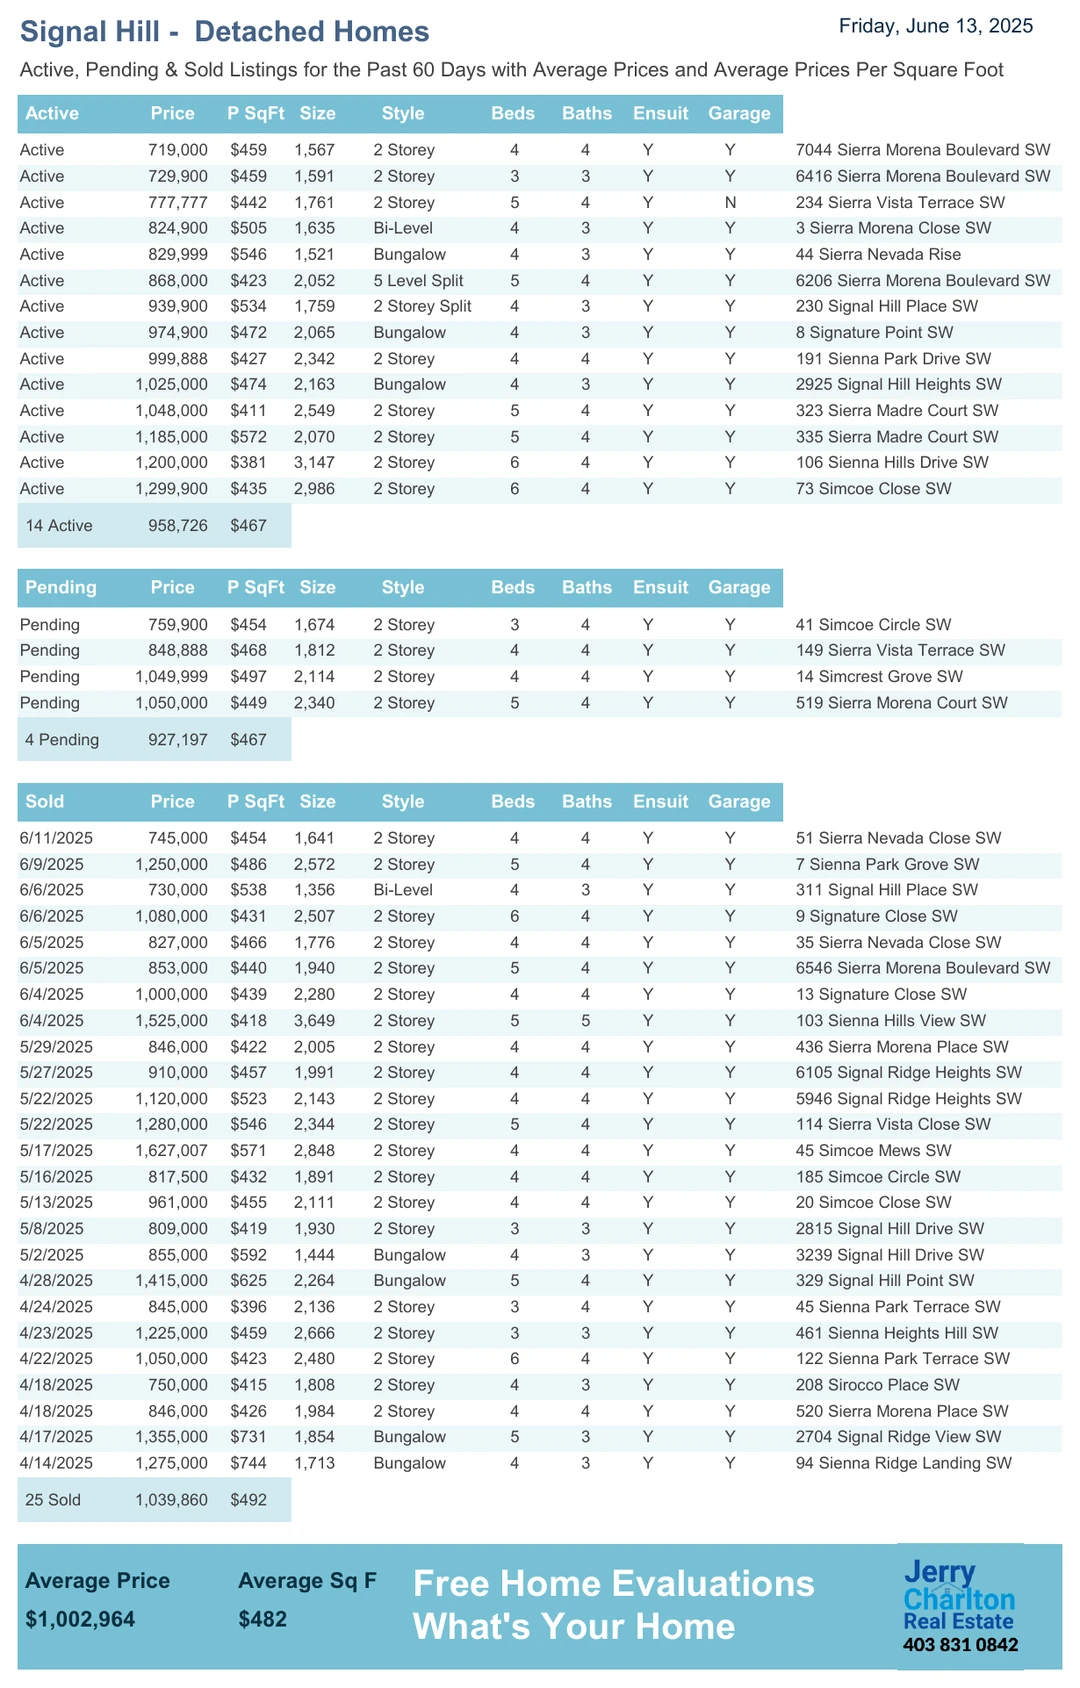 Signal Hill - Detached Homes Friday, June 13, 2025
Active, Pending & Sold Listings for the Past 60 Days with Average Prices and Average Prices Per Square Foot
Active Price P SqFt Size Style Beds Baths Ensuit Garage
Active 719,000 $459 1,567 2 Storey 4 4 Y Y 7044 Sierra Morena Boulevard SW
Active 729,900 $459 1,591 2 Storey 3 3 Y Y 6416 Sierra Morena Boulevard SW
Active 777,777 $442 1,761 2 Storey 5 4 Y N 234 Sierra Vista Terrace SW
Active 824,900 $505 1,635 Bi-Level 4 3 Y Y 3 Sierra Morena Close SW
Active 829,999 $546 1,521 Bungalow 4 3 Y Y 44 Sierra Nevada Rise
Active 868,000 $423 2,052 5 Level Split 5 4 Y Y 6206 Sierra Morena Boulevard SW
Active 939,900 $534 1,759 2 Storey Split 4 3 Y Y 230 Signal Hill Place SW
Active 974,900 $472 2,065 Bungalow 4 3 Y Y 8 Signature Point SW
Active 999,888 $427 2,342 2 Storey 4 4 Y Y 191 Sienna Park Drive SW
Active 1,025,000 $474 2,163 Bungalow 4 3 Y Y 2925 Signal Hill Heights SW
Active 1,048,000 $411 2,549 2 Storey 5 4 Y Y 323 Sierra Madre Court SW
Active 1,185,000 $572 2,070 2 Storey 5 4 Y Y 335 Sierra Madre Court SW
Active 1,200,000 $381 3,147 2 Storey 6 4 Y Y 106 Sienna Hills Drive SW
Active 1,299,900 $435 2,986 2 Storey 6 4 Y Y 73 Simcoe Close SW
14 Active 958,726 $467
Pending Price P SqFt Size Style Beds Baths Ensuit Garage
Pending 759,900 $454 1,674 2 Storey 3 4 Y Y 41 Simcoe Circle SW
Pending 848,888 $468 1,812 2 Storey 4 4 Y Y 149 Sierra Vista Terrace SW
Pending 1,049,999 $497 2,114 2 Storey 4 4 Y Y 14 Simcrest Grove SW
Pending 1,050,000 $449 2,340 2 Storey 5 4 Y Y 519 Sierra Morena Court SW
4 Pending 927,197 $467
Sold Price P SqFt Size Style Beds Baths Ensuit Garage
6/11/2025 745,000 $454 1,641 2 Storey 4 4 Y Y 51 Sierra Nevada Close SW
6/9/2025 1,250,000 $486 2,572 2 Storey 5 4 Y Y 7 Sienna Park Grove SW
6/6/2025 730,000 $538 1,356 Bi-Level 4 3 Y Y 311 Signal Hill Place SW
6/6/2025 1,080,000 $431 2,507 2 Storey 6 4 Y Y 9 Signature Close SW
6/5/2025 827,000 $466 1,776 2 Storey 4 4 Y Y 35 Sierra Nevada Close SW
6/5/2025 853,000 $440 1,940 2 Storey 5 4 Y Y 6546 Sierra Morena Boulevard SW
6/4/2025 1,000,000 $439 2,280 2 Storey 4 4 Y Y 13 Signature Close SW
6/4/2025 1,525,000 $418 3,649 2 Storey 5 5 Y Y 103 Sienna Hills View SW
5/29/2025 846,000 $422 2,005 2 Storey 4 4 Y Y 436 Sierra Morena Place SW
5/27/2025 910,000 $457 1,991 2 Storey 4 4 Y Y 6105 Signal Ridge Heights SW
5/22/2025 1,120,000 $523 2,143 2 Storey 4 4 Y Y 5946 Signal Ridge Heights SW
5/22/2025 1,280,000 $546 2,344 2 Storey 5 4 Y Y 114 Sierra Vista Close SW
5/17/2025 1,627,007 $571 2,848 2 Storey 4 4 Y Y 45 Simcoe Mews SW
5/16/2025 817,500 $432 1,891 2 Storey 4 4 Y Y 185 Simcoe Circle SW
5/13/2025 961,000 $455 2,111 2 Storey 4 4 Y Y 20 Simcoe Close SW
5/8/2025 809,000 $419 1,930 2 Storey 3 3 Y Y 2815 Signal Hill Drive SW
5/2/2025 855,000 $592 1,444 Bungalow 4 3 Y Y 3239 Signal Hill Drive SW
4/28/2025 1,415,000 $625 2,264 Bungalow 5 4 Y Y 329 Signal Hill Point SW
4/24/2025 845,000 $396 2,136 2 Storey 3 4 Y Y 45 Sienna Park Terrace SW
4/23/2025 1,225,000 $459 2,666 2 Storey 3 3 Y Y 461 Sienna Heights Hill SW
4/22/2025 1,050,000 $423 2,480 2 Storey 6 4 Y Y 122 Sienna Park Terrace SW
4/18/2025 750,000 $415 1,808 2 Storey 4 3 Y Y 208 Sirocco Place SW
4/18/2025 846,000 $426 1,984 2 Storey 4 4 Y Y 520 Sierra Morena Place SW
4/17/2025 1,355,000 $731 1,854 Bungalow 5 3 Y Y 2704 Signal Ridge View SW
4/14/2025 1,275,000 $744 1,713 Bungalow 4 3 Y Y 94 Sienna Ridge Landing SW
25 Sold 1,039,860 $492
Average Price Average Sq F
$1,002,964 $482
Free Home Evaluations
What's Your Home
Jerry
Charlton
Real Estate
403 831 0842